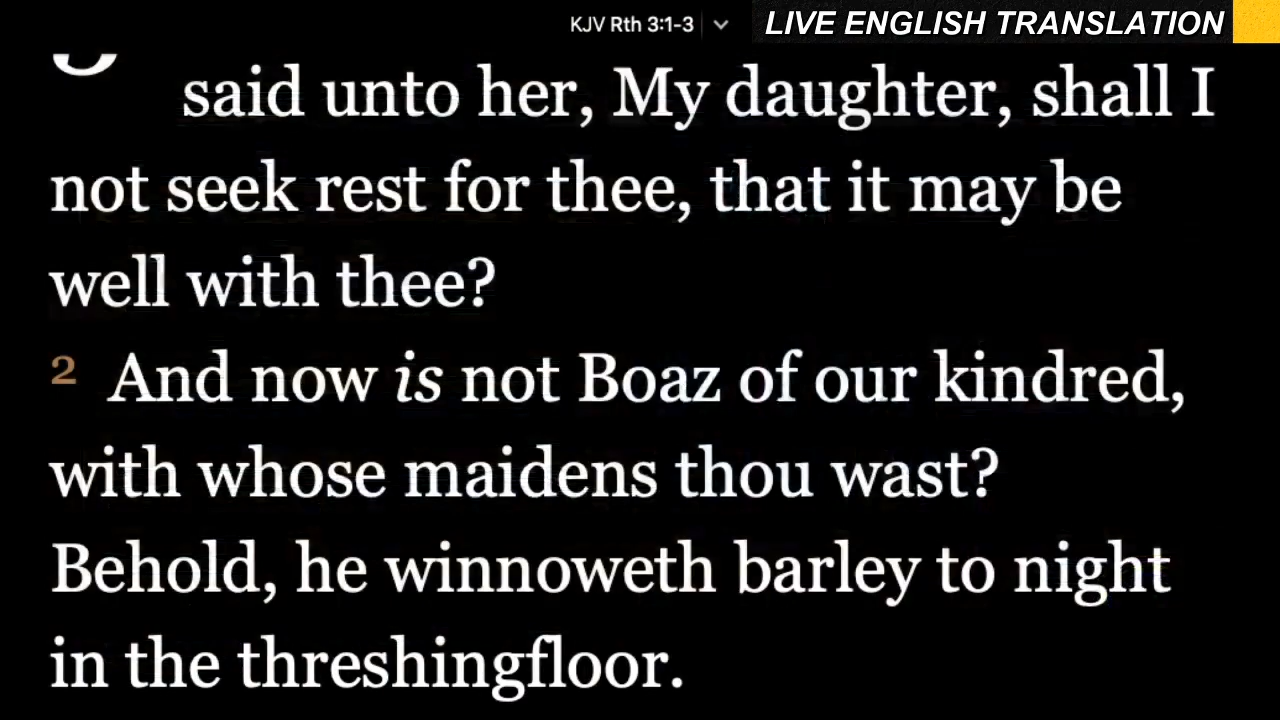 KJV Rth 3:1-3
LIVE ENGLISH TRANSLATION
said unto her, My daughter, shall I
not seek rest for thee, that it may be
well with thee?
2 And now is not Boaz of our kindred,
with whose maidens thou wast?
Behold, he winnoweth barley to night
in the threshingfloor.